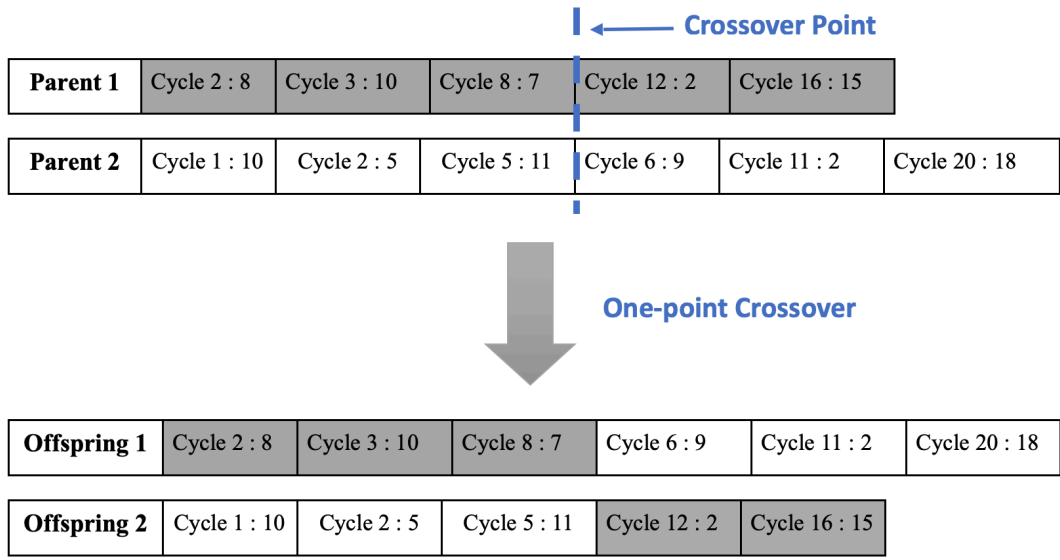 Crossover Point
Parent 1 Cycle 2 : 8 Cycle 3 : 10 Cycle 8 : 7 Cycle 12 : 2 Cycle 16 : 15
Parent 2 Cycle 1 : 10 Cycle 2 : 5 Cycle 5 : 11 Cycle 6 : 9 Cycle 11 : 2 Cycle 20 : 18
One-point Crossover
Offspring 1 Cycle 2 : 8 Cycle 3 : 10 Cycle 8 : 7 Cycle 6 : 9 Cycle 11 : 2 Cycle 20 : 18
Offspring 2 Cycle 1 : 10 Cycle 2 : 5 Cycle 5 : 11 Cycle 12 : 2 Cycle 16 : 15